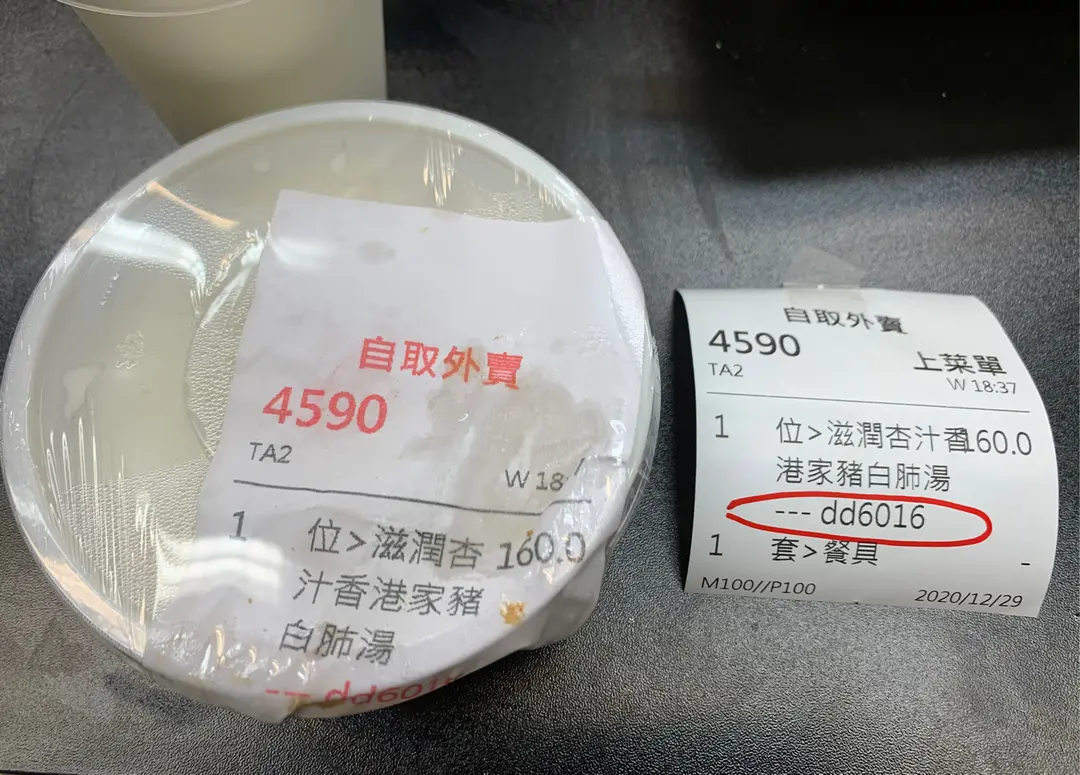 自取外賣
4590
TA2
W 18
1 位>滋潤杏 160.0
汁香港家豬
白肺湯
--- dd6016
自取外賣
4590 上菜單
TA2 W 18:37
1 位>滋潤杏汁香160.0
港家豬白肺湯
--- dd6016
1 套>餐具 -
M100//P100 2020/12/29